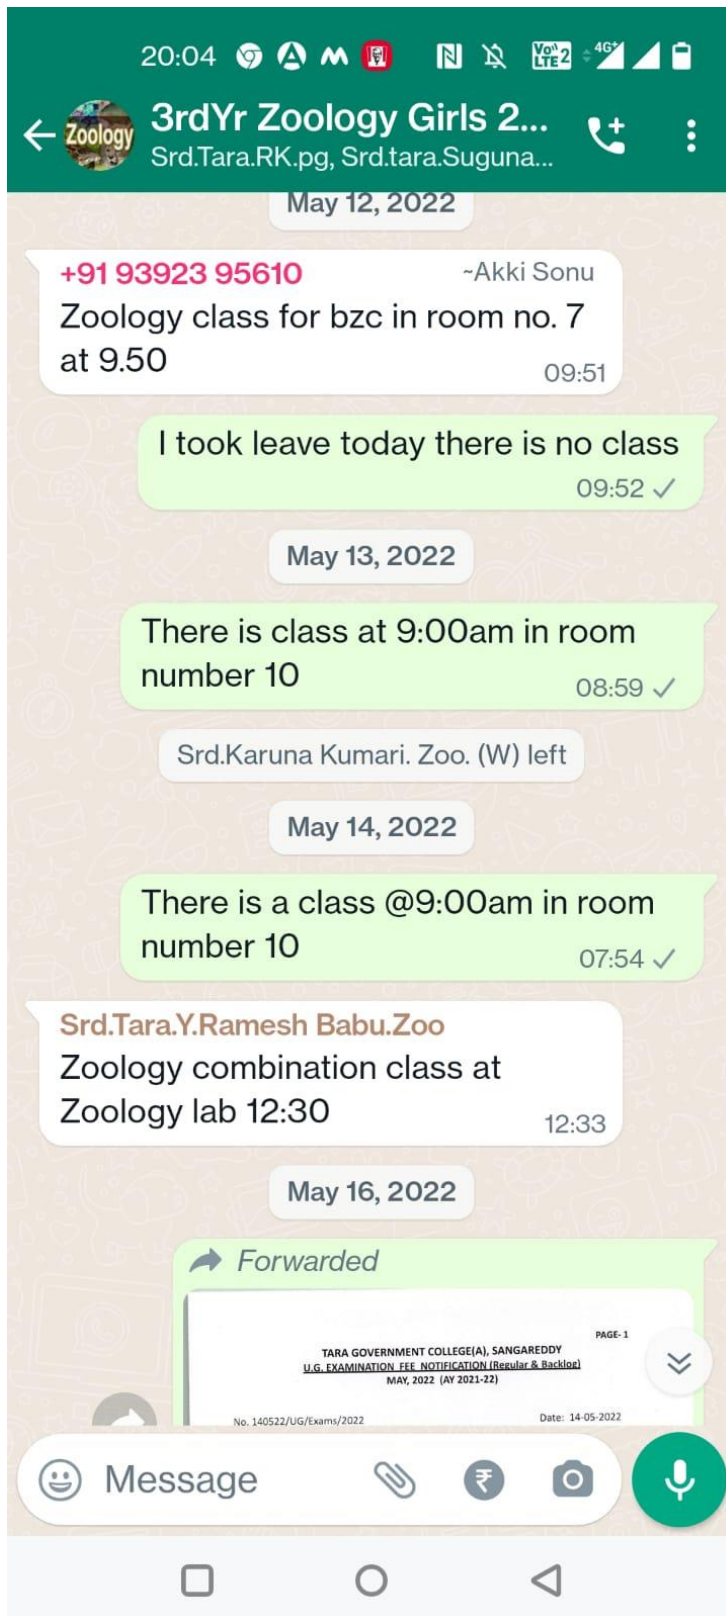 20:04
VoLTE2 4G+
3rdYr Zoology Girls 2...
Zoology
Srd.Tara.RK.pg, Srd.tara.Suguna...
May 12, 2022
+91 93923 95610 ~Akki Sonu
Zoology class for bzc in room no. 7
at 9.50
09:51
I took leave today there is no class
09:52
May 13, 2022
There is class at 9:00am in room
number 10
08:59
Srd.Karuna Kumari. Zoo. (W) left
May 14, 2022
There is a class @9:00am in room
number 10
07:54
Srd.Tara.Y.Ramesh Babu.Zoo
Zoology combination class at
Zoology lab 12:30
12:33
May 16, 2022
Forwarded
PAGE- 1
TARA GOVERNMENT COLLEGE(A), SANGAREDDY
U.G. EXAMINATION FEE NOTIFICATION (Regular & Backlog)
MAY, 2022 (AY 2021-22)
No. 140522/UG/Exams/2022 Date: 14-05-2022
Message
₹